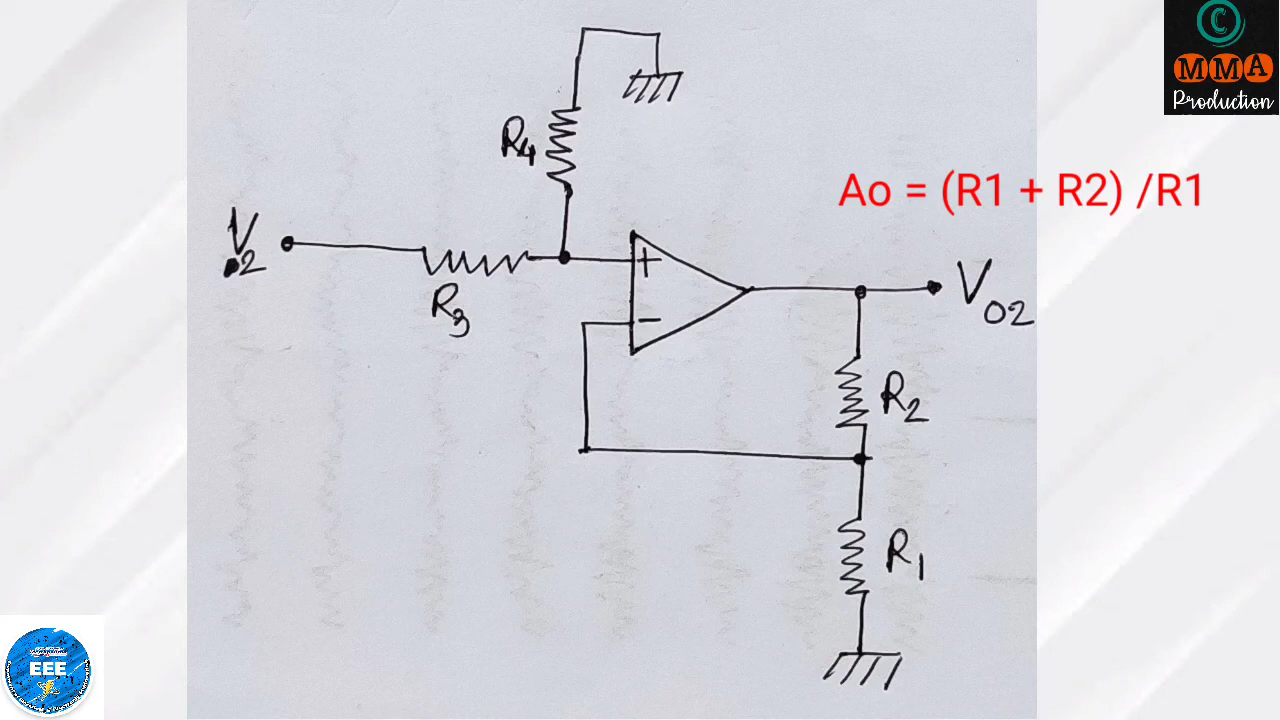 ©
MMA
Production
R4
Ao = (R1 + R2) /R1
V2
+
R3
−
VO2
R2
R1
EEE